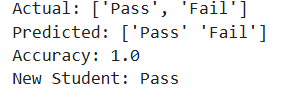 Actual: ['Pass', 'Fail']
Predicted: ['Pass' 'Fail']
Accuracy: 1.0
New Student: Pass